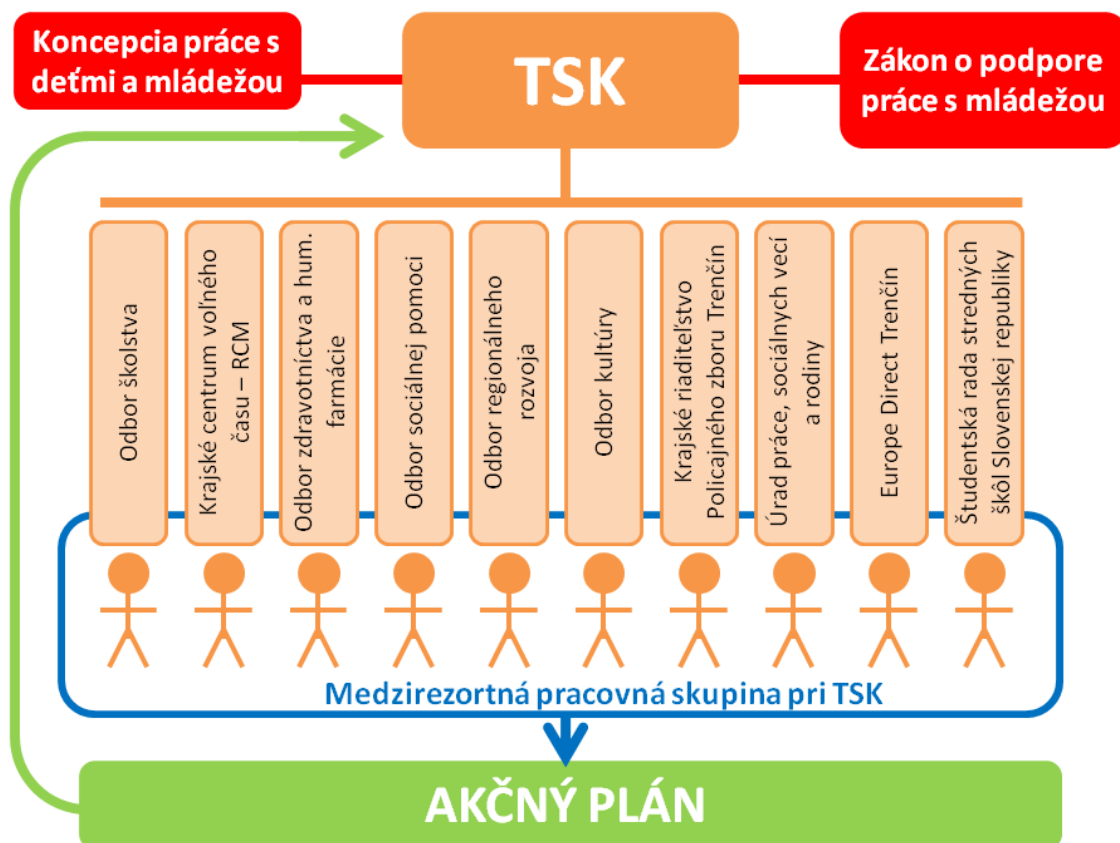 Koncepcia práce s
deťmi a mládežou
TSK
Zákon o podpore
práce s mládežou
Odbor školstva
Krajské centrum voľného
času – RCM
Odbor zdravotníctva a hum.
farmácie
Odbor sociálnej pomoci
Odbor regionálneho
rozvoja
Odbor kultúry
Krajské riaditeľstvo
Policajného zboru Trenčín
Úrad práce, sociálnych vecí
a rodiny
Europe Direct Trenčín
Študentská rada stredných
škôl Slovenskej republiky
Medzirezortná pracovná skupina pri TSK
AKČNÝ PLÁN